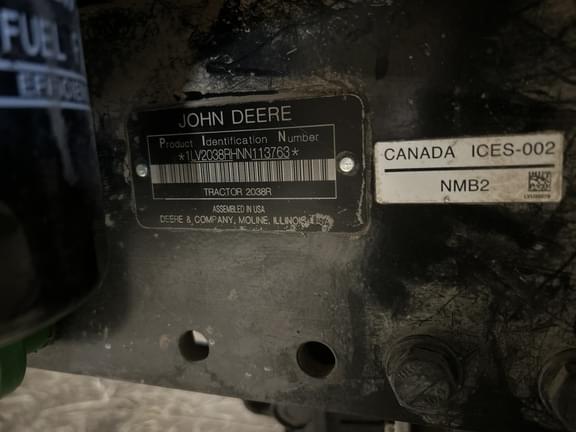 FUEL
JOHN DEERE
Product Identification Number
*1LV2038RHNN113763*
TRACTOR 2038R
ASSEMBLED IN USA
DEERE & COMPANY, MOLINE, ILLINOIS
CANADA ICES-002
NMB2